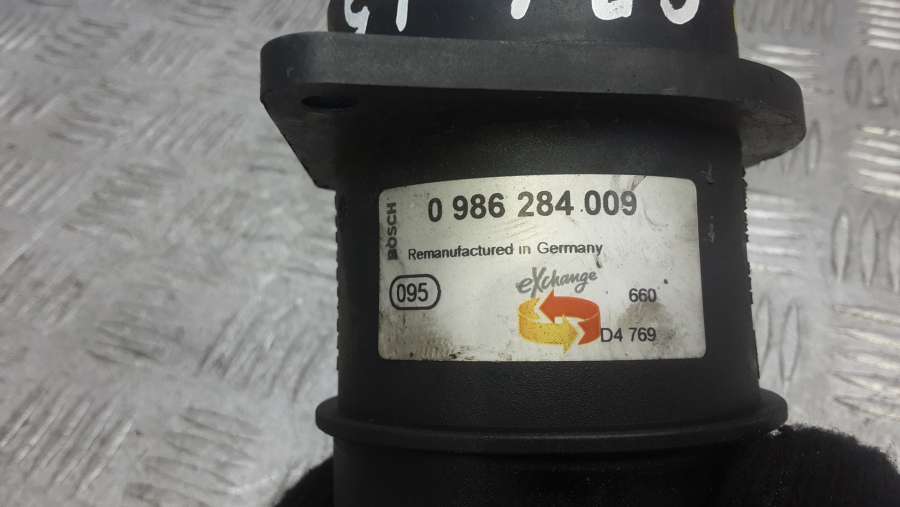 BOSCH
0 986 284 009
Remanufactured in Germany
095
eXchange
660
D4 769